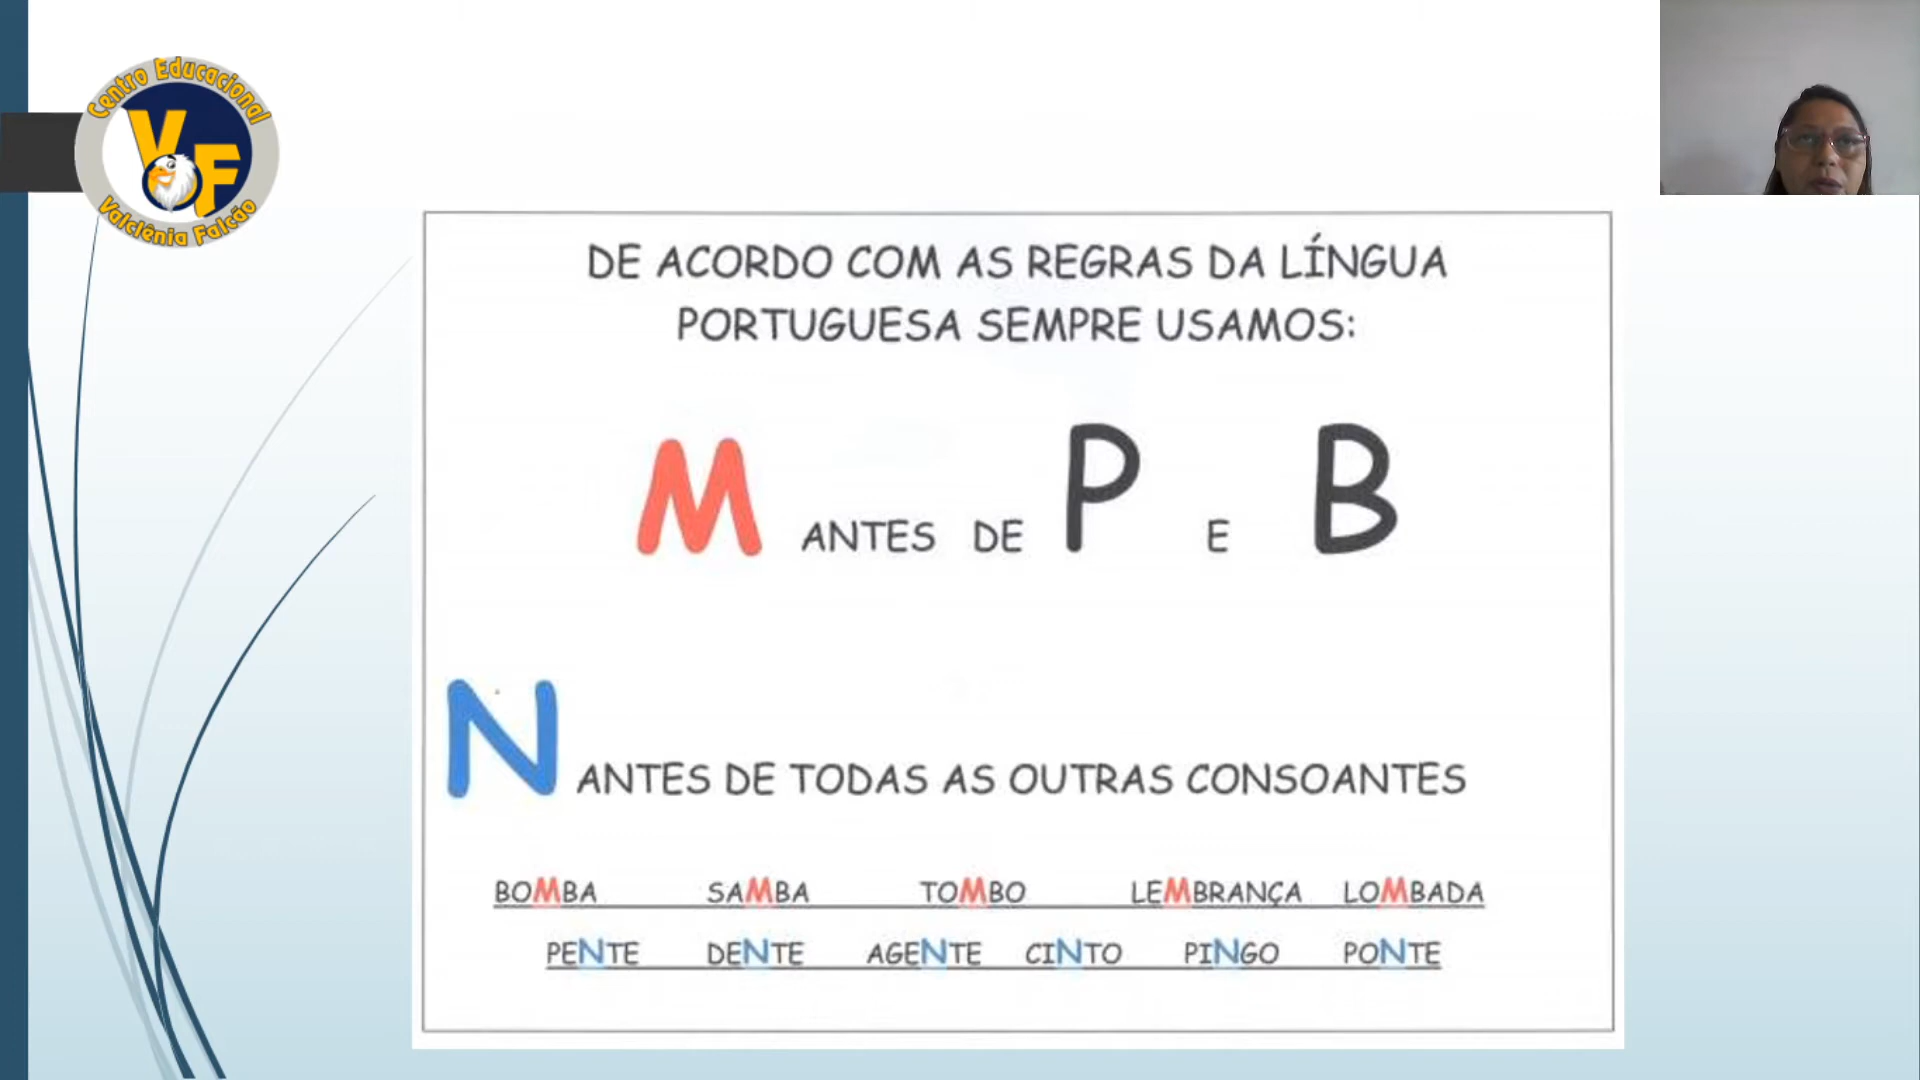 Centro Educacional
VF
Valclênia Falcão
DE ACORDO COM AS REGRAS DA LÍNGUA
PORTUGUESA SEMPRE USAMOS:
M ANTES DE P E B
N ANTES DE TODAS AS OUTRAS CONSOANTES
BOMBA SAMBA TOMBO LEMBRANÇA LOMBADA
PENTE DENTE AGENTE CINTO PINGO PONTE